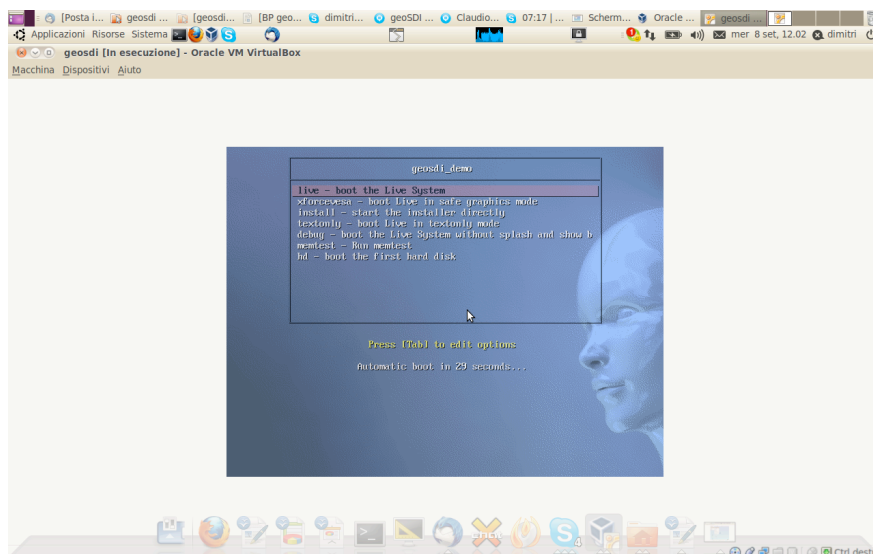 [Posta i... geosdi ... [geosdi... [BP geo... dimitri... geoSDI ... Claudio... 07:17 | ... Scherm... Oracle ... geosdi ...
Applicazioni Risorse Sistema mer 8 set, 12.02 dimitri
geosdi [In esecuzione] - Oracle VM VirtualBox
Macchina Dispositivi Aiuto
geosdi_demo
live - boot the Live System
xforcevesa - boot Live in safe graphics mode
install - start the installer directly
textonly - boot Live in textonly mode
debug - boot the Live System without splash and show b
memtest - Run memtest
hd - boot the first hard disk
Press [Tab] to edit options
Automatic boot in 29 seconds...
4
Ctrl dest